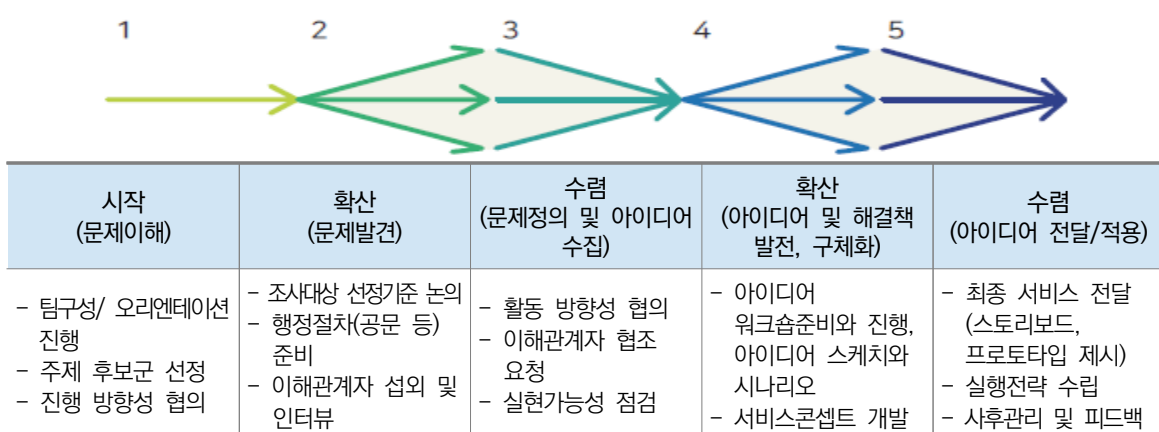 1 2 3 4 5
시작
(문제이해)
확산
(문제발견)
수렴
(문제정의 및 아이디어
수집)
확산
(아이디어 및 해결책
발전, 구체화)
수렴
(아이디어 전달/적용)
- 팀구성/ 오리엔테이션
진행
- 주제 후보군 선정
- 진행 방향성 협의
- 조사대상 선정기준 논의
- 행정절차(공문 등)
준비
- 이해관계자 섭외 및
인터뷰
- 활동 방향성 협의
- 이해관계자 협조
요청
- 실현가능성 점검
- 아이디어
워크숍준비와 진행,
아이디어 스케치와
시나리오
- 서비스콘셉트 개발
- 최종 서비스 전달
(스토리보드,
프로토타입 제시)
- 실행전략 수립
- 사후관리 및 피드백